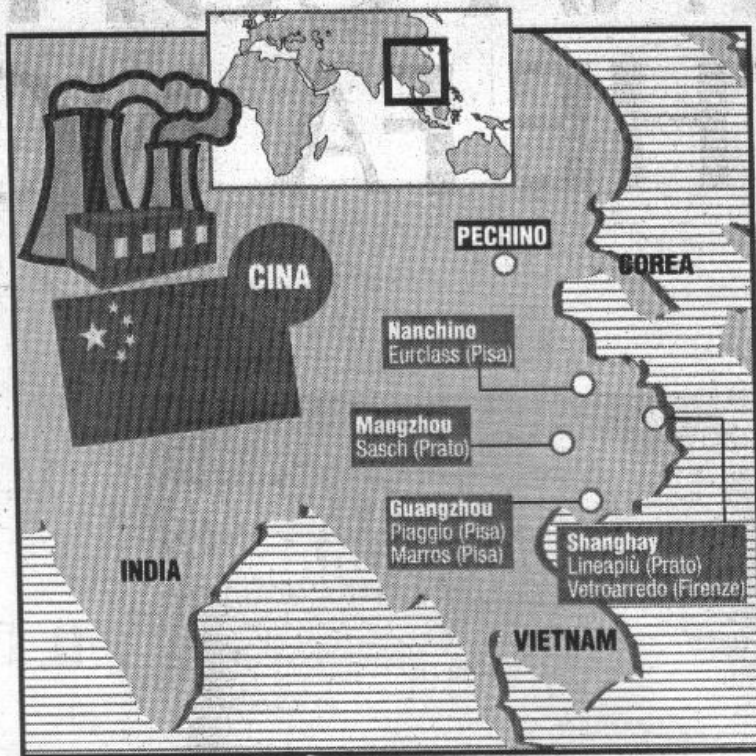 PECHINO
COREA
CINA
Nanchino
Eurclass (Pisa)
Mangzhou
Sasch (Prato)
Guangzhou
Piaggio (Pisa)
Marros (Pisa)
Shanghay
Lineapiù (Prato)
Vetroarredo (Firenze)
INDIA
VIETNAM